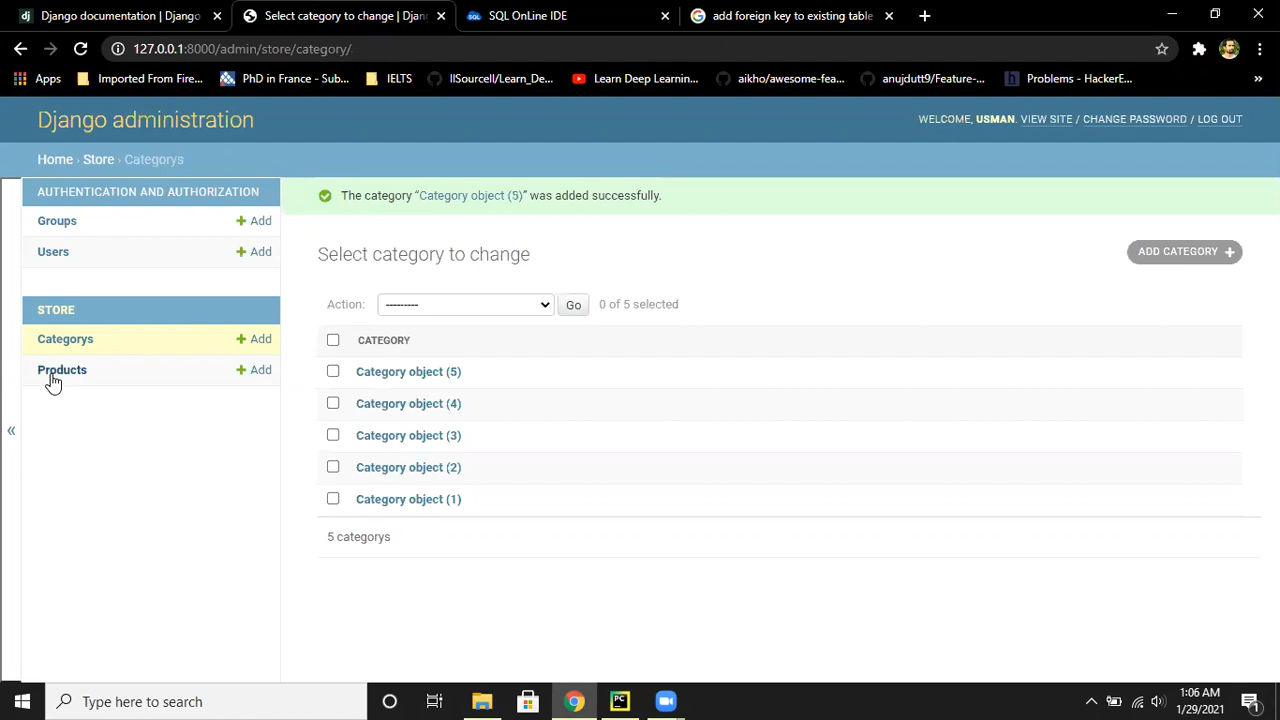 Django documentation | Django
Select category to change | Djan
SQL OnLine IDE
add foreign key to existing table
127.0.0.1:8000/admin/store/category/
Apps
Imported From Fire...
PhD in France - Sub...
IELTS
llSourcell/Learn_De...
Learn Deep Learnin...
aikho/awesome-fea...
anujdutt9/Feature-...
Problems - HackerE...
»
Django administration
WELCOME, USMAN. VIEW SITE / CHANGE PASSWORD / LOG OUT
Home › Store › Categorys
AUTHENTICATION AND AUTHORIZATION
Groups
+ Add
Users
+ Add
STORE
Categorys
+ Add
Products
+ Add
«
The category “Category object (5)” was added successfully.
Select category to change
ADD CATEGORY +
Action:
---------
Go
0 of 5 selected
CATEGORY
Category object (5)
Category object (4)
Category object (3)
Category object (2)
Category object (1)
5 categorys
Type here to search
PC
1:06 AM
1/29/2021
1